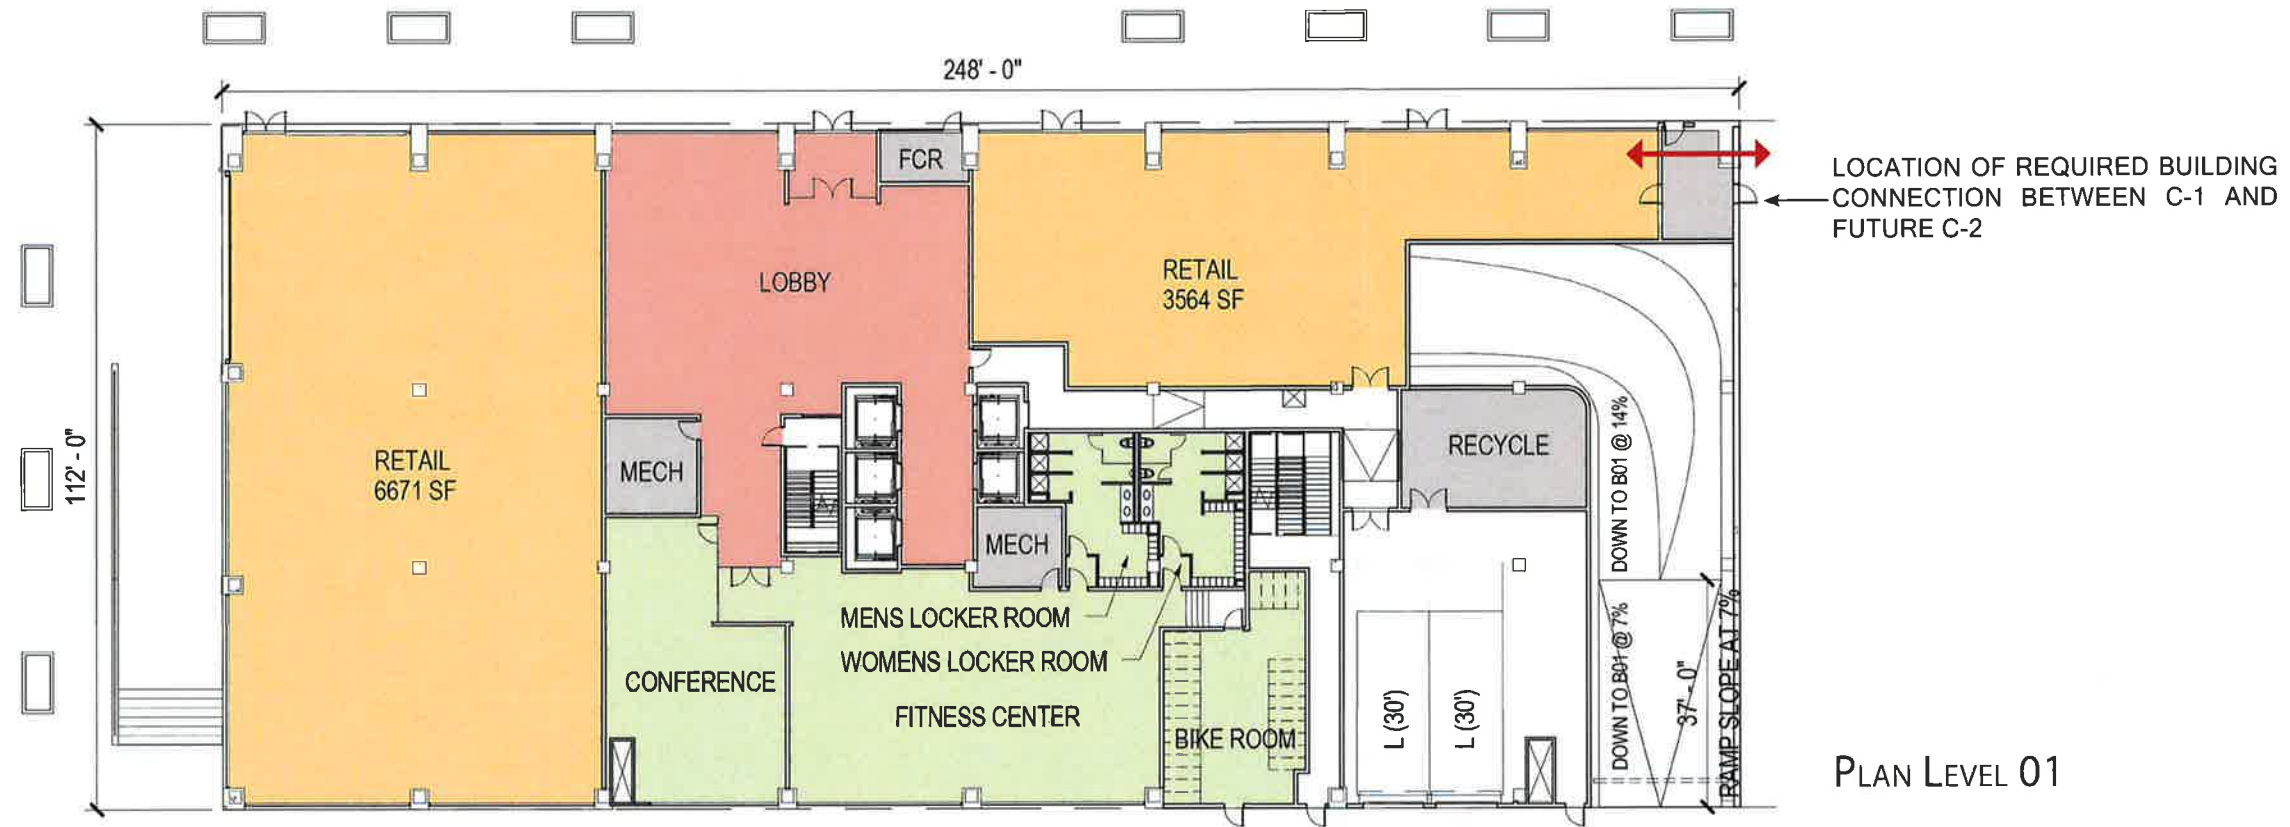 248' - 0"
FCR
LOCATION OF REQUIRED BUILDING
CONNECTION BETWEEN C-1 AND
FUTURE C-2
LOBBY
RETAIL
3564 SF
112' - 0"
RETAIL
6671 SF
MECH
RECYCLE
DOWN TO B01 @ 14%
MECH
MENS LOCKER ROOM
WOMENS LOCKER ROOM
CONFERENCE
FITNESS CENTER
BIKE ROOM
L (30')
L (30')
DOWN TO B01 @ 7%
37' - 0"
RAMP SLOPE AT 7%
PLAN LEVEL 01